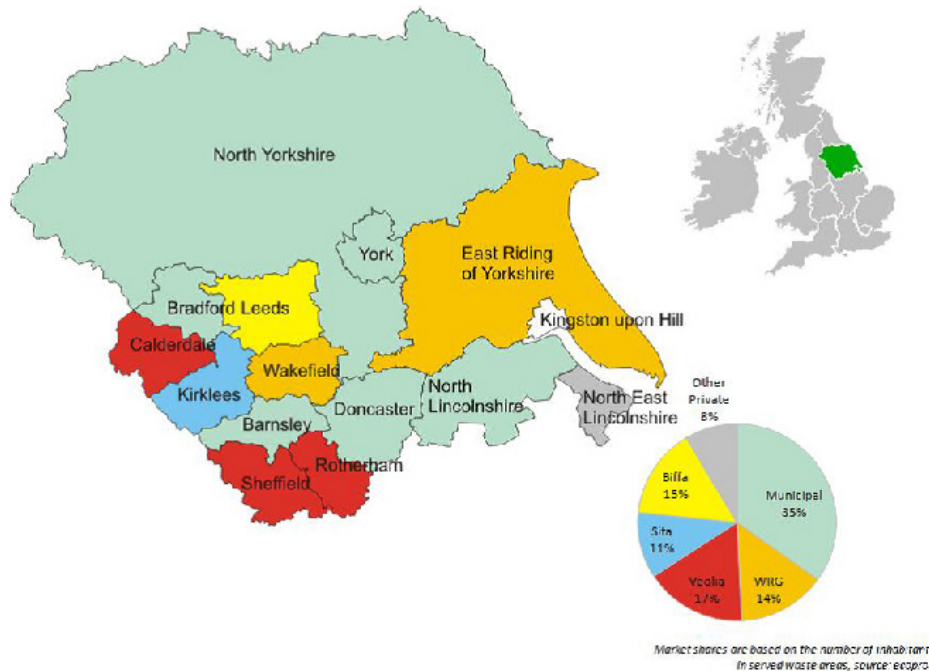 North Yorkshire
York
East Riding
of Yorkshire
Bradford
Leeds
Kingston upon Hill
Calderdale
Wakefield
Kirklees
North
Lincolnshire
Doncaster
North East
Lincolnshire
Barnsley
Rotherham
Sheffield
Other
Private
8%
Biffa
15%
Municipal
35%
Sita
11%
Veolia
17%
WRG
14%
Market shares are based on the number of inhabitant
in served waste areas, source: ecopro